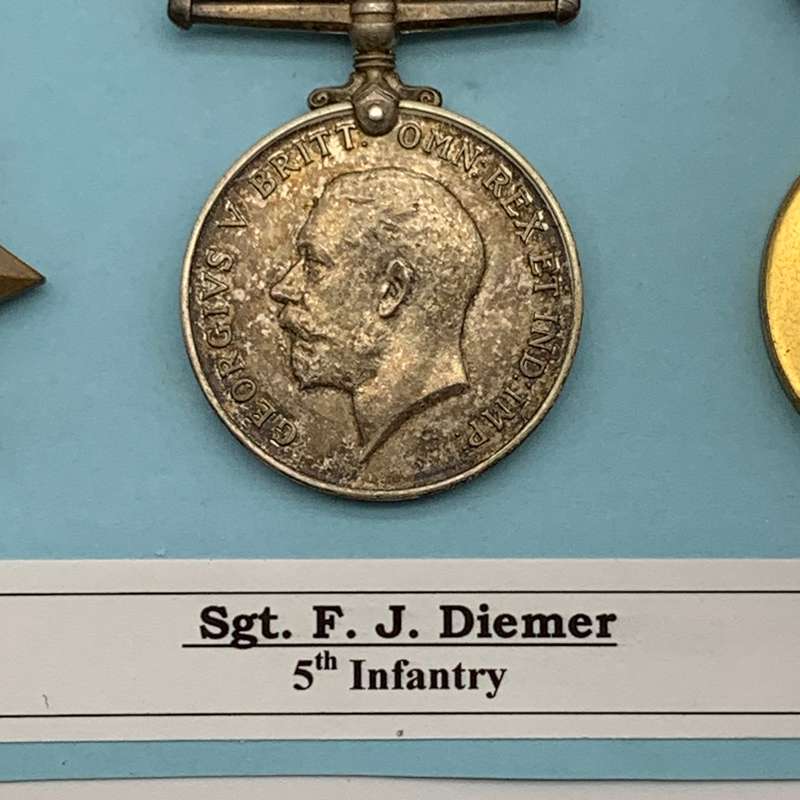 GEORGIVS V BRITT. OMN: REX ET IND: IMP:
Sgt. F. J. Diemer
5th Infantry